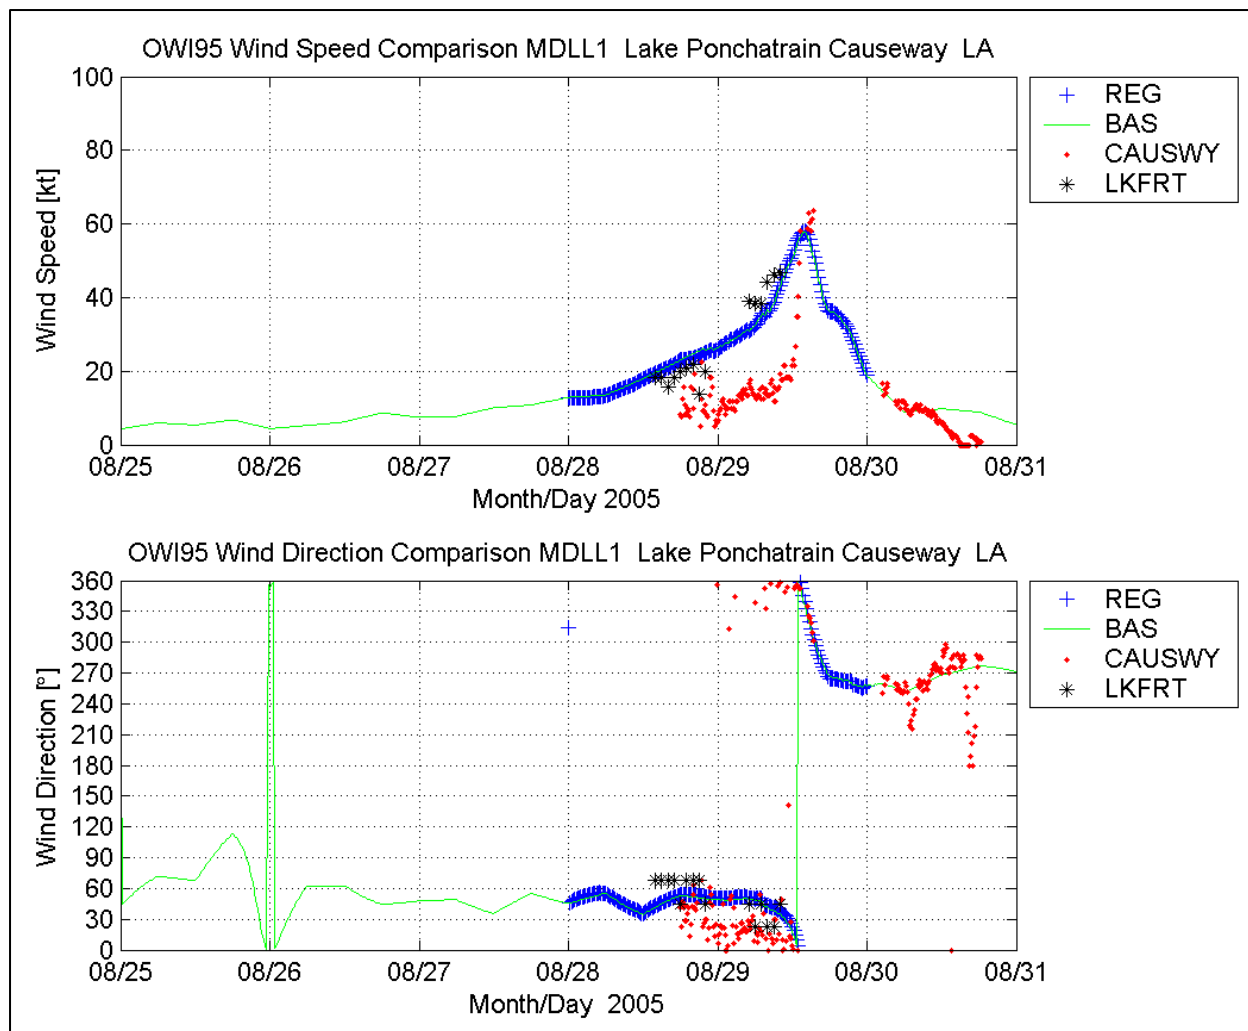 OWI95 Wind Speed Comparison MDLL1 Lake Ponchatrain Causeway LA
100
80
60
40
20
0
Wind Speed [kt]
08/25 08/26 08/27 08/28 08/29 08/30 08/31
Month/Day 2005
REG
BAS
CAUSWY
LKFRT
OWI95 Wind Direction Comparison MDLL1 Lake Ponchatrain Causeway LA
360
330
300
270
240
210
180
150
120
90
60
30
0
Wind Direction [°]
08/25 08/26 08/27 08/28 08/29 08/30 08/31
Month/Day 2005
REG
BAS
CAUSWY
LKFRT